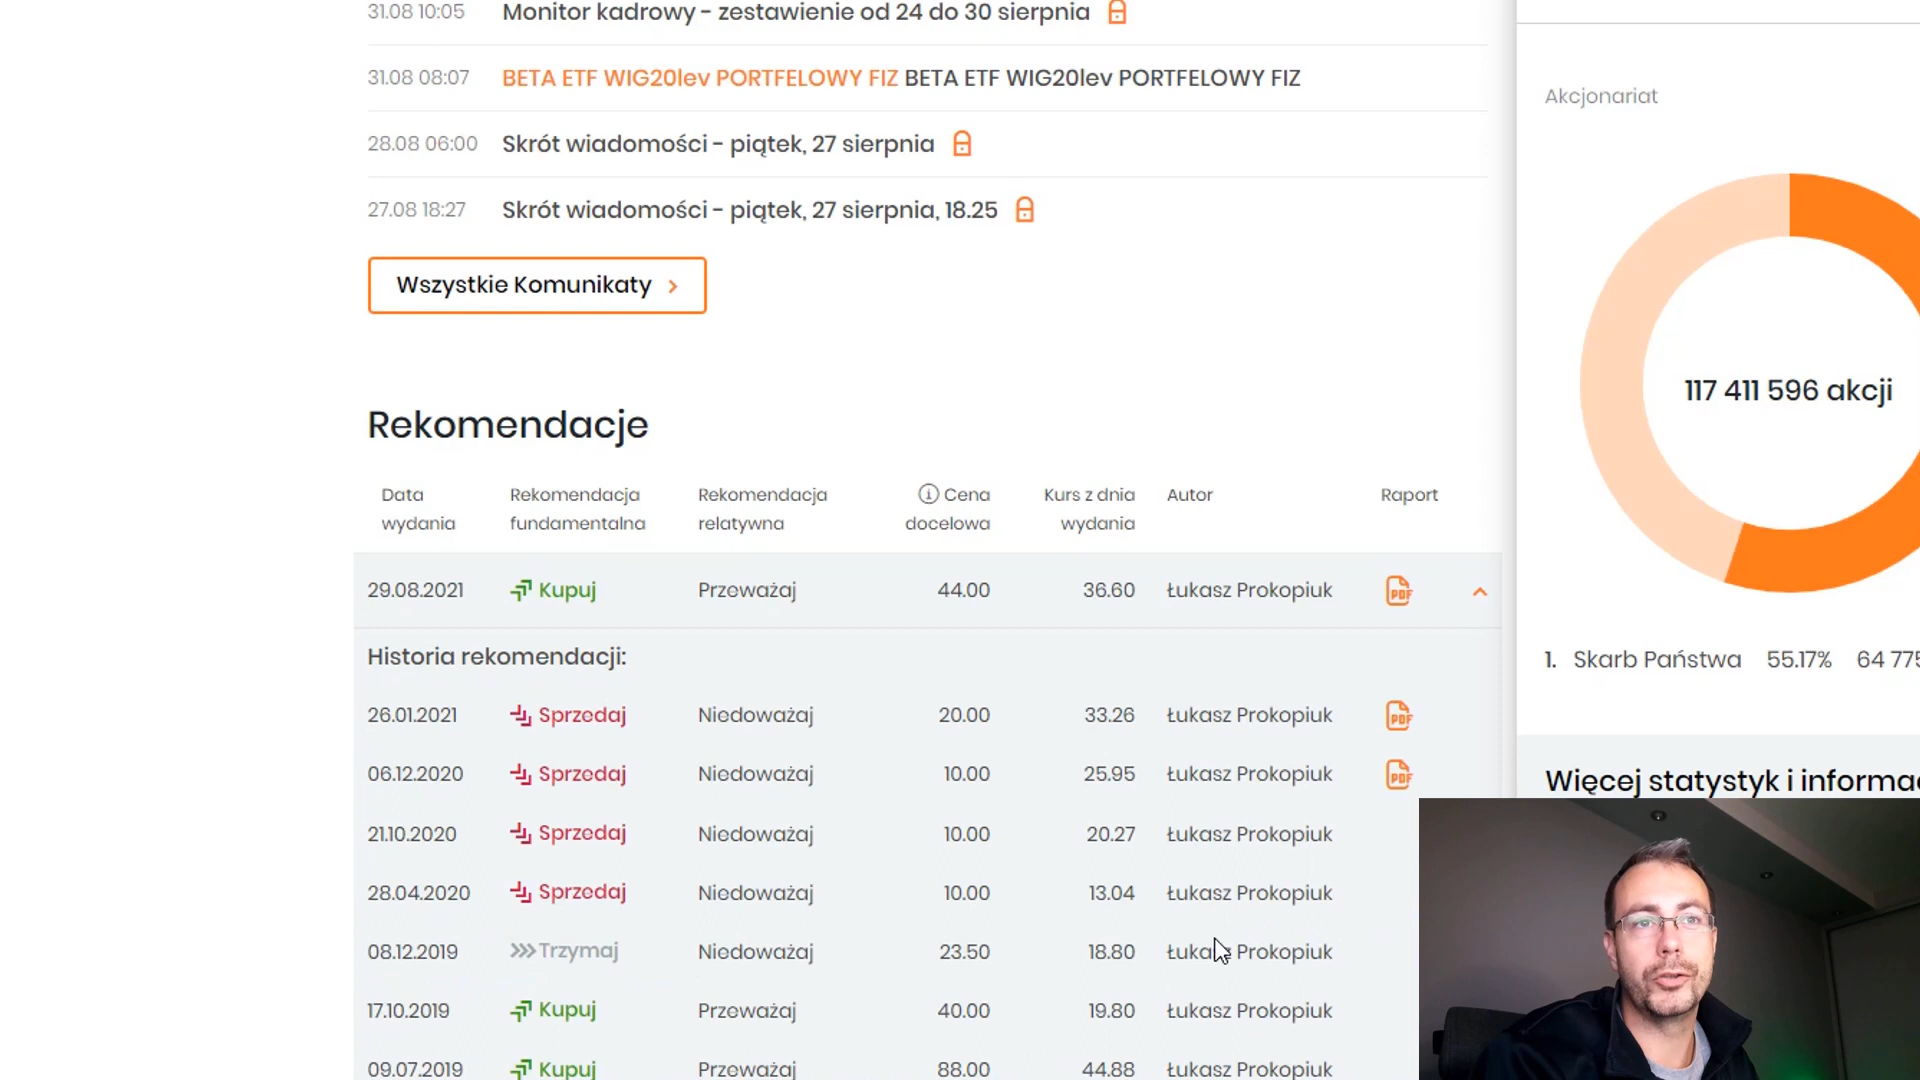 31.08 10:05 Monitor kadrowy - zestawienie od 24 do 30 sierpnia
31.08 08:07 BETA ETF WIG20lev PORTFELOWY FIZ BETA ETF WIG20lev PORTFELOWY FIZ
28.08 06:00 Skrót wiadomości - piątek, 27 sierpnia
27.08 18:27 Skrót wiadomości - piątek, 27 sierpnia, 18.25
Wszystkie Komunikaty
Rekomendacje
Data wydania Rekomendacja fundamentalna Rekomendacja relatywna Cena docelowa Kurs z dnia wydania Autor Raport
29.08.2021 Kupuj Przeważaj 44.00 36.60 Łukasz Prokopiuk PDF
Historia rekomendacji:
26.01.2021 Sprzedaj Niedoważaj 20.00 33.26 Łukasz Prokopiuk PDF
06.12.2020 Sprzedaj Niedoważaj 10.00 25.95 Łukasz Prokopiuk PDF
21.10.2020 Sprzedaj Niedoważaj 10.00 20.27 Łukasz Prokopiuk
28.04.2020 Sprzedaj Niedoważaj 10.00 13.04 Łukasz Prokopiuk
08.12.2019 Trzymaj Niedoważaj 23.50 18.80 Łukasz Prokopiuk
17.10.2019 Kupuj Przeważaj 40.00 19.80 Łukasz Prokopiuk
09.07.2019 Kupuj Przeważaj 88.00 44.88 Łukasz Prokopiuk
Akcjonariat
117 411 596 akcji
1. Skarb Państwa 55.17% 64 775
Więcej statystyk i informac